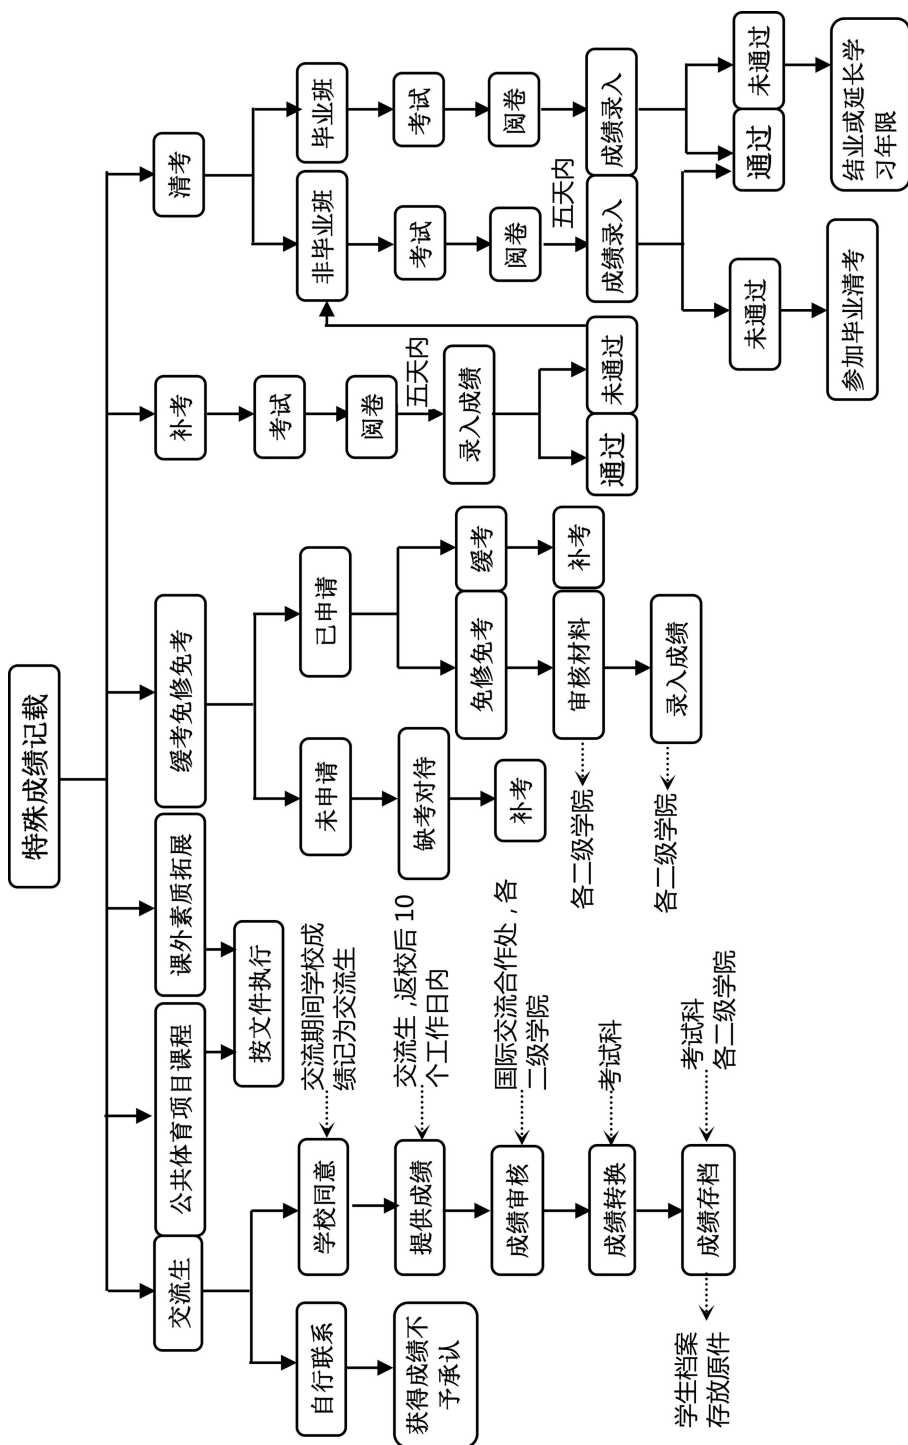 特殊成绩记载
交流生
公共体育项目课程
课外素质拓展
缓考免修免考
补考
清考
自行联系
获得成绩不
予承认
学校同意
交流期间学校成
绩记为交流生
提供成绩
交流生，返校后 10
个工作日内
成绩审核
国际交流合作处，各
二级学院
成绩转换
考试科
成绩存档
考试科
各二级学院
学生档案
存放原件
按文件执行
未申请
缺考对待
补考
已申请
免修免考
审核材料
各二级学院
录入成绩
各二级学院
缓考
补考
考试
阅卷
五天内
录入成绩
通过
未通过
非毕业班
考试
阅卷
五天内
成绩录入
未通过
参加毕业清考
毕业班
考试
阅卷
成绩录入
通过
未通过
结业或延长学
习年限